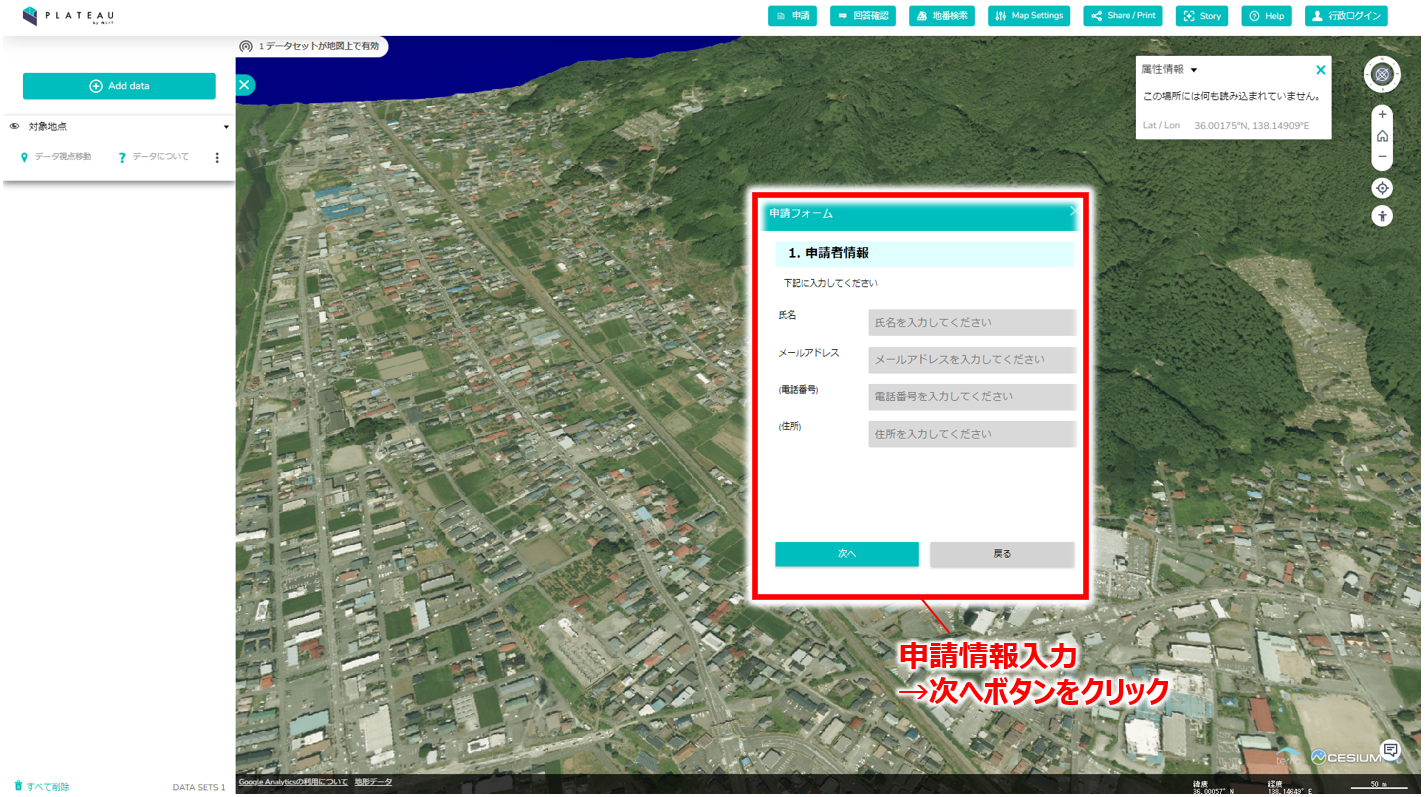 PLATEAU
by MLIT
申請
回答確認
地番検索
Map Settings
Share / Print
Story
Help
行政ログイン
1 データセットが地図上で有効
Add data
対象地点
データ視点移動
データについて
属性情報
この場所には何も読み込まれていません。
Lat / Lon 36.00175°N, 138.14909°E
申請フォーム
1. 申請者情報
下記に入力してください
氏名
氏名を入力してください
メールアドレス
メールアドレスを入力してください
(電話番号)
電話番号を入力してください
(住所)
住所を入力してください
次へ
戻る
申請情報入力
→次へボタンをクリック
CESIUM
すべて削除
DATA SETS 1
Google Analyticsの利用について 地形データ
緯度
36.00057° N
経度
138.14643° E
50 m